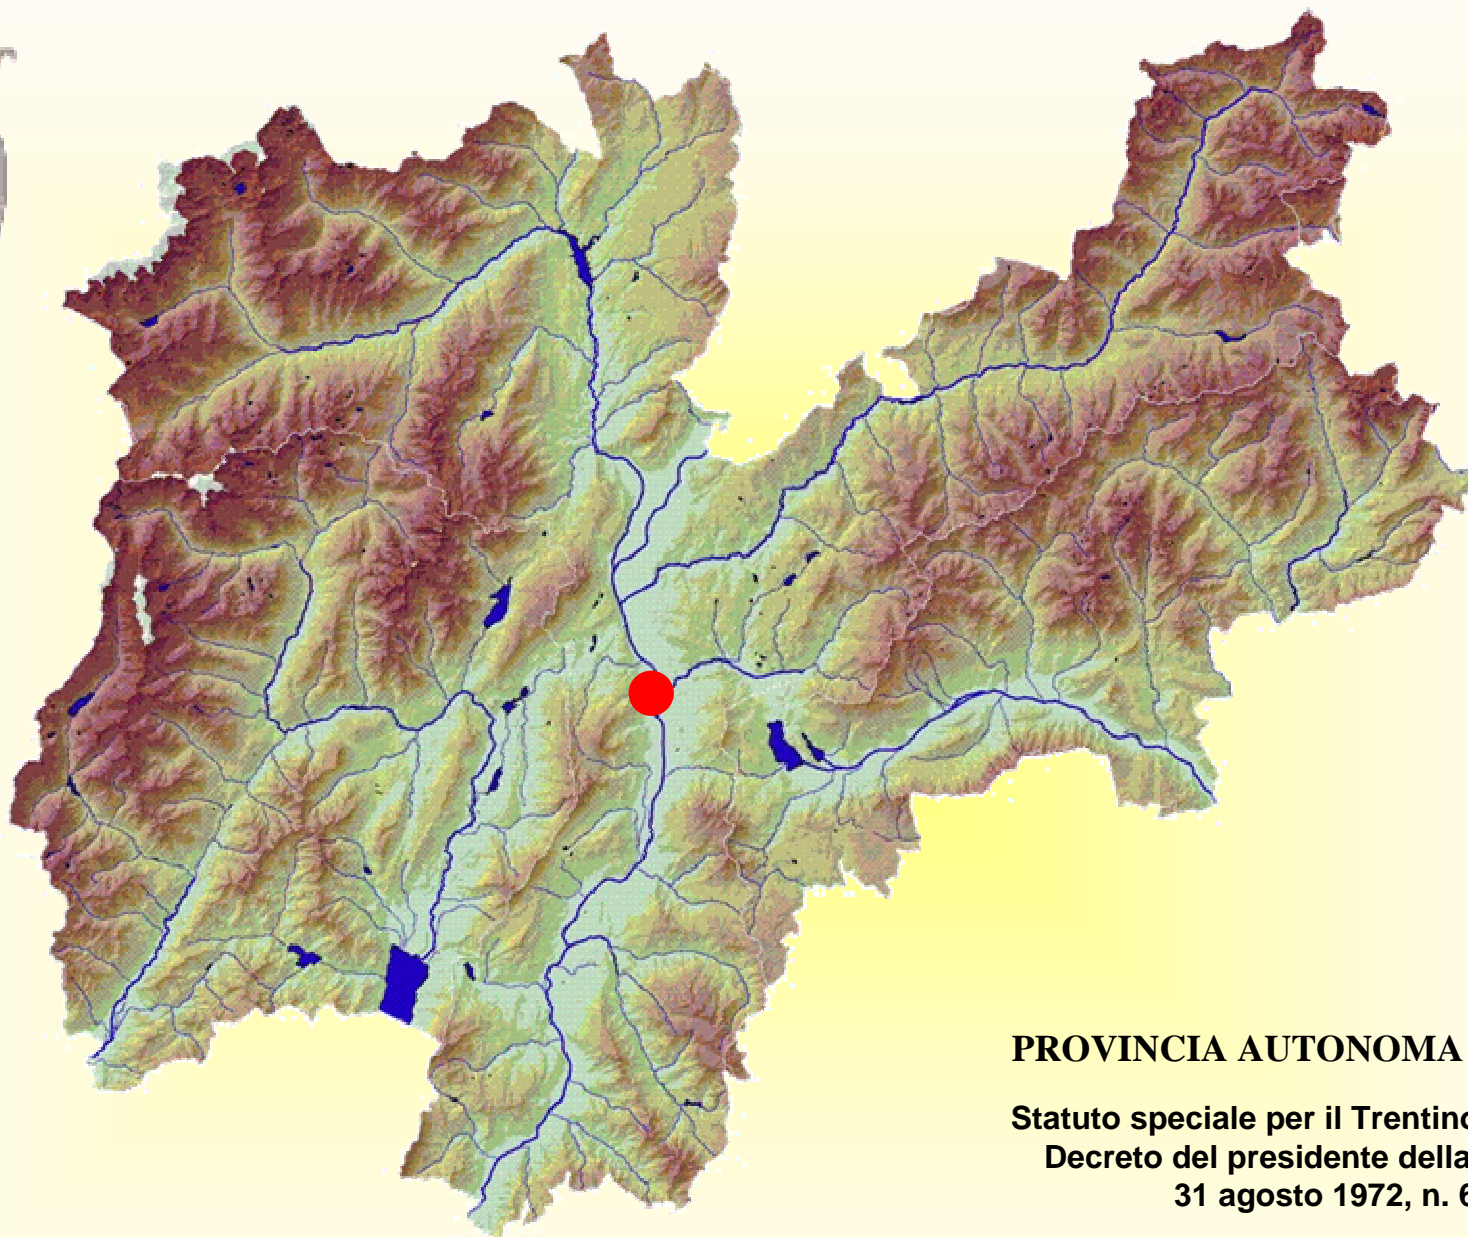 PROVINCIA AUTONOMA
Statuto speciale per il Trentino
Decreto del presidente della
31 agosto 1972, n. 6